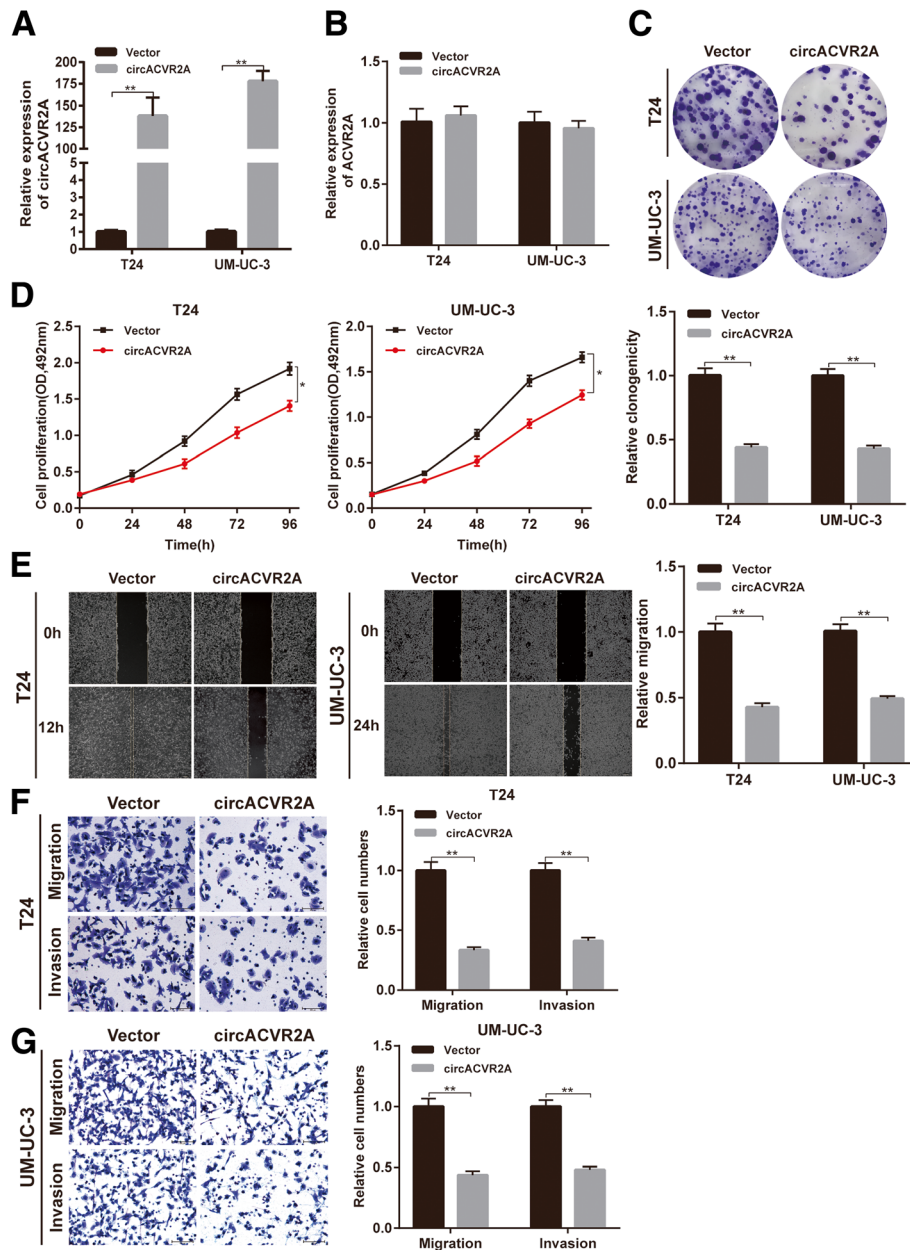 A
Relative expression
of circACVR2A
Vector
circACVR2A
200
175
150
125
100
5
4
3
2
1
0
**
**
T24
UM-UC-3
B
Relative expression
of ACVR2A
Vector
circACVR2A
1.5
1.0
0.5
0.0
T24
UM-UC-3
C
Vector
circACVR2A
T24
UM-UC-3
Relative clonogenicity
Vector
circACVR2A
1.5
1.0
0.5
0.0
**
**
T24
UM-UC-3
D
T24
Cell proliferation(OD,492nm)
Vector
circACVR2A
2.5
2.0
1.5
1.0
0.5
0.0
*
0
24
48
72
96
Time(h)
UM-UC-3
Cell proliferation(OD,492nm)
Vector
circACVR2A
2.0
1.5
1.0
0.5
0.0
*
0
24
48
72
96
Time(h)
E
Vector
circACVR2A
T24
0h
12h
Vector
circACVR2A
UM-UC-3
0h
24h
Relative migration
Vector
circACVR2A
1.5
1.0
0.5
0.0
**
**
T24
UM-UC-3
F
Vector
circACVR2A
T24
Migration
Invasion
T24
Relative cell numbers
Vector
circACVR2A
1.5
1.0
0.5
0
**
**
Migration
Invasion
G
Vector
circACVR2A
UM-UC-3
Migration
Invasion
UM-UC-3
Relative cell numbers
Vector
circACVR2A
1.5
1.0
0.5
0.0
**
**
Migration
Invasion